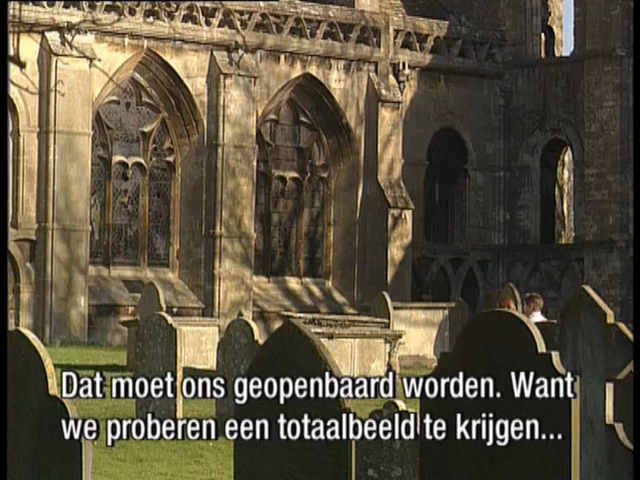 Dat moet ons geopenbaard worden. Want
we proberen een totaalbeeld te krijgen...